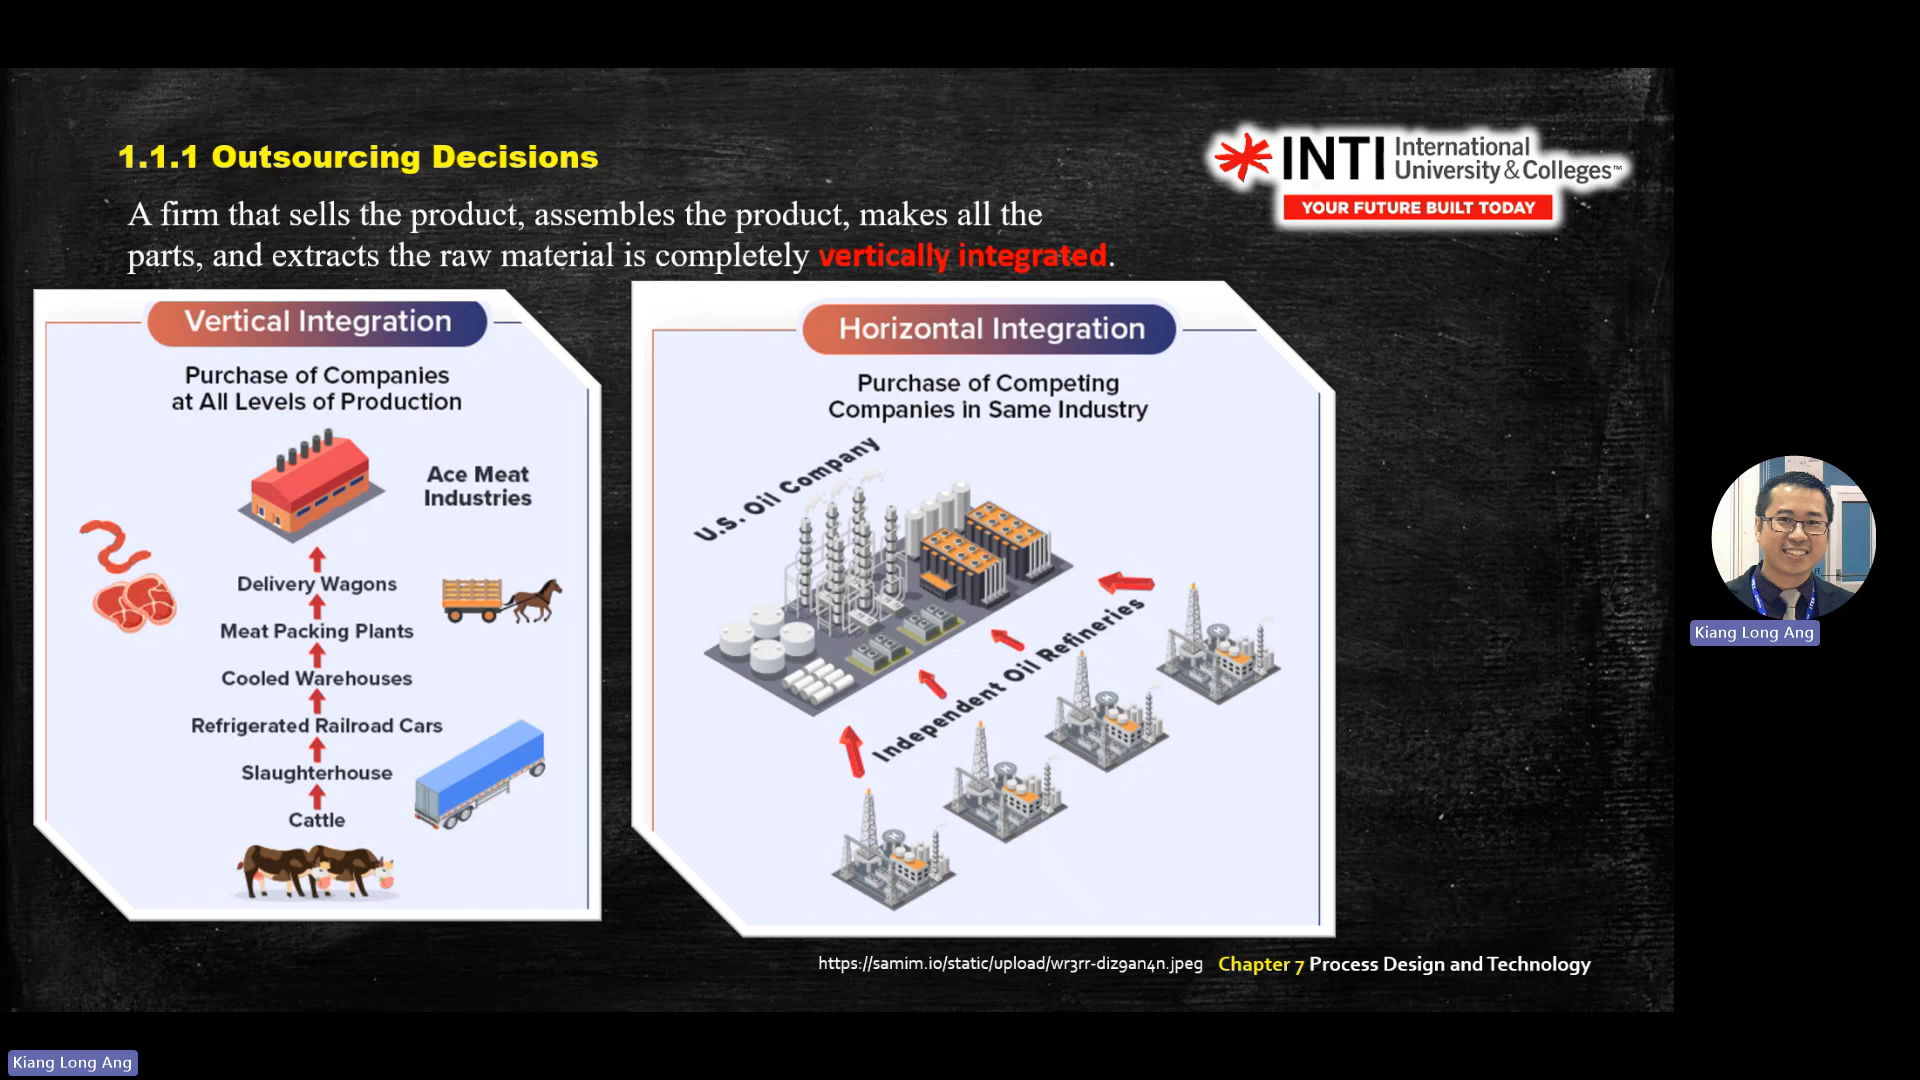 1.1.1 Outsourcing Decisions
INTI International
University & Colleges™
YOUR FUTURE BUILT TODAY
A firm that sells the product, assembles the product, makes all the
parts, and extracts the raw material is completely vertically integrated.
Vertical Integration
Purchase of Companies
at All Levels of Production
Ace Meat
Industries
Delivery Wagons
Meat Packing Plants
Cooled Warehouses
Refrigerated Railroad Cars
Slaughterhouse
Cattle
Horizontal Integration
Purchase of Competing
Companies in Same Industry
U.S. Oil Company
Independent Oil Refineries
https://samim.io/static/upload/wr3rr-diz9an4n.jpeg
Chapter 7 Process Design and Technology
Kiang Long Ang
Kiang Long Ang